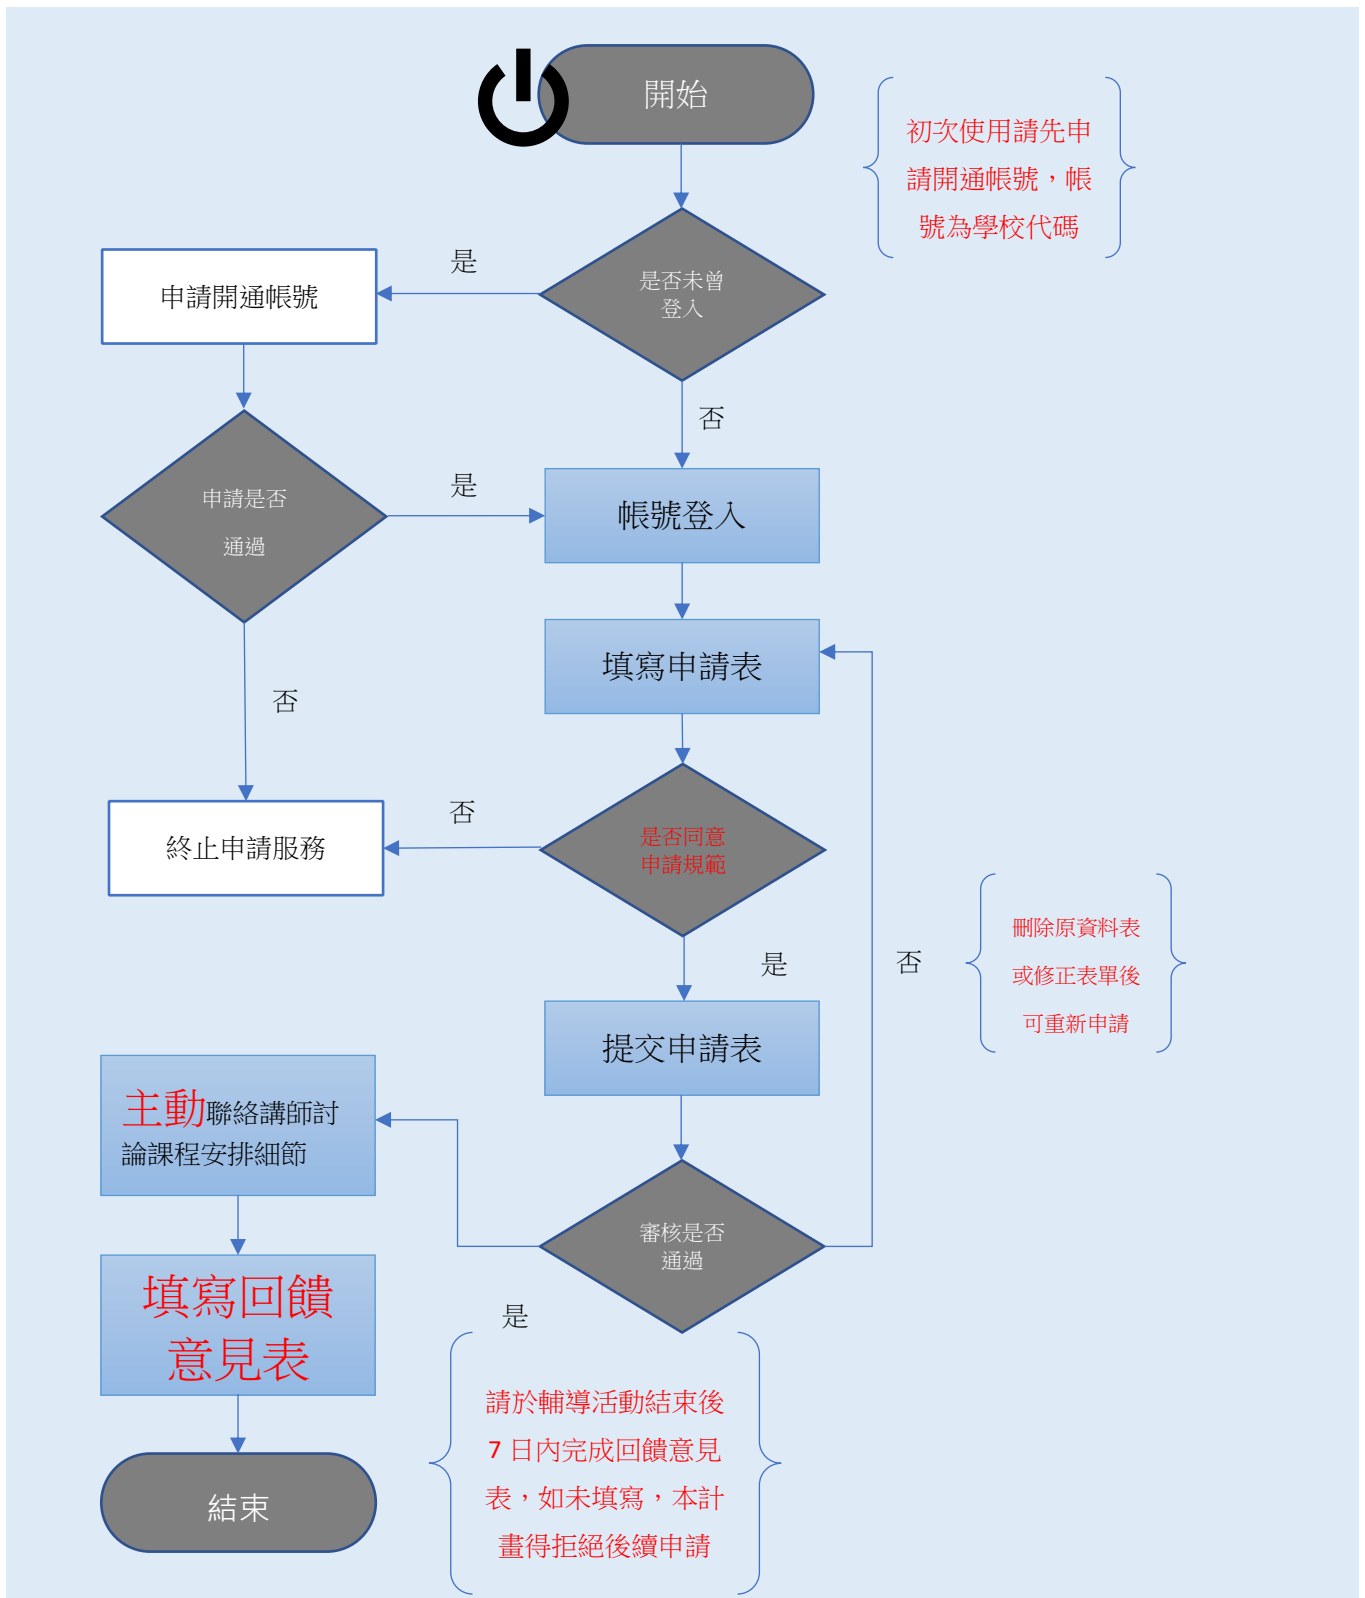 開始
初次使用請先申
請開通帳號，帳
號為學校代碼
是
是否未曾
登入
申請開通帳號
否
申請是否
通過
是
帳號登入
填寫申請表
否
否
是否同意
申請規範
終止申請服務
是
否
刪除原資料表
或修正表單後
可重新申請
提交申請表
主動聯絡講師討
論課程安排細節
審核是否
通過
是
填寫回饋
意見表
請於輔導活動結束後
7 日內完成回饋意見
表，如未填寫，本計
畫得拒絕後續申請
結束